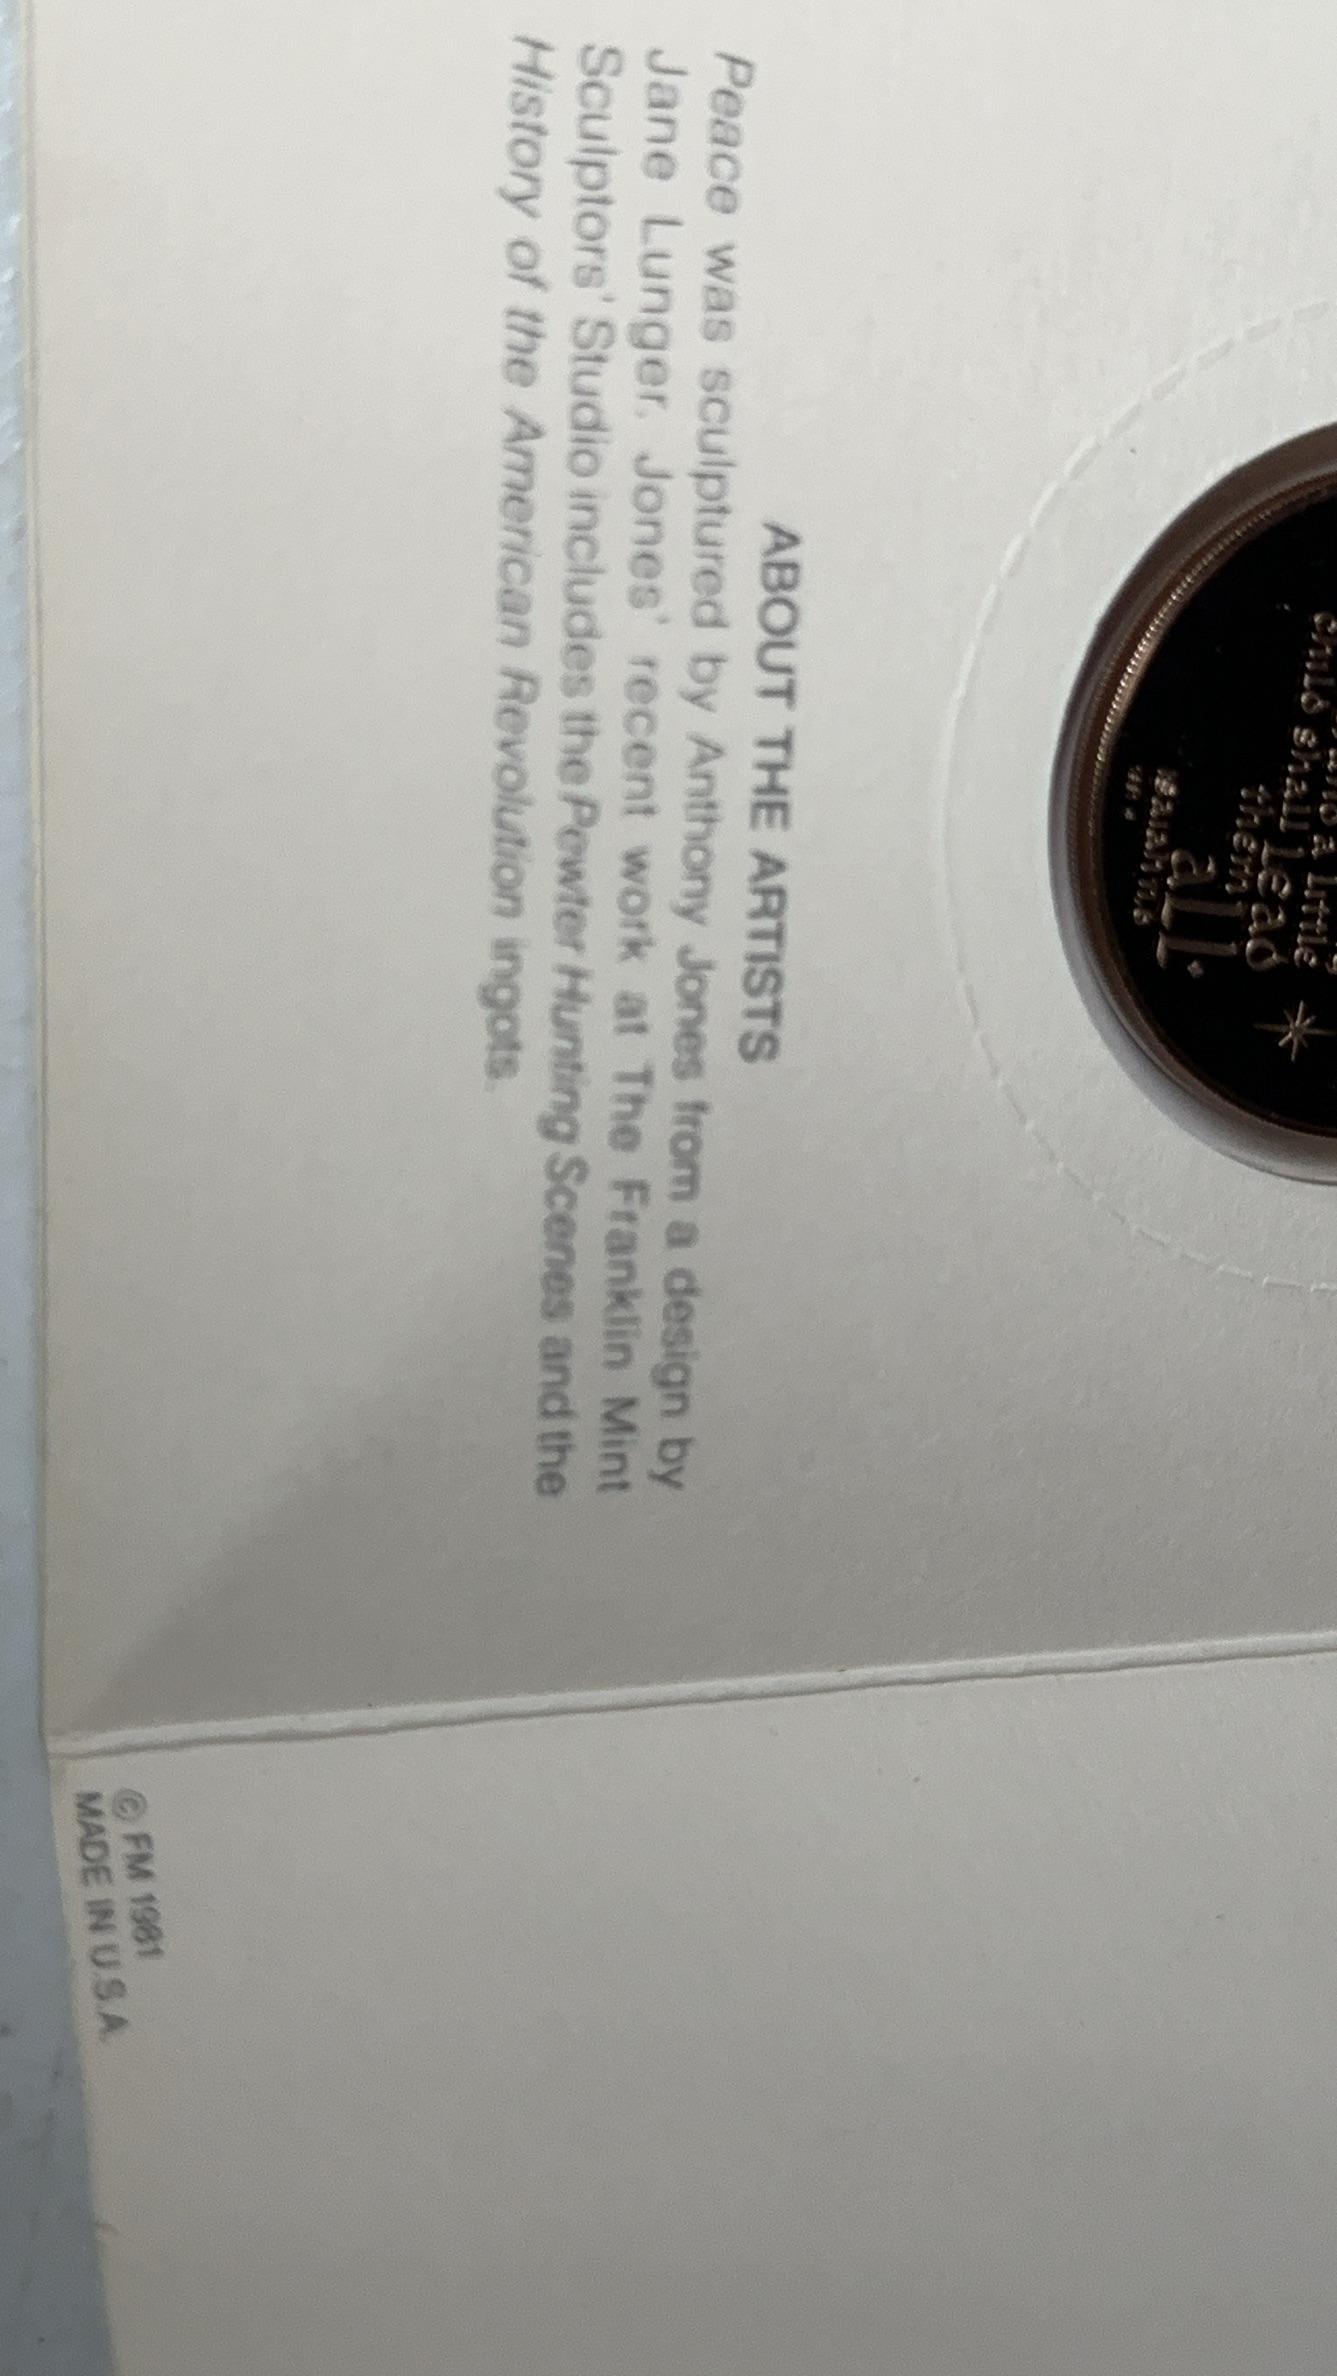 child shall
lead
them
all.
ABOUT THE ARTISTS
Peace was sculptured by Anthony Jones from a design by
Jane Lunger. Jones' recent work at The Franklin Mint
Sculptors' Studio includes the Pewter Hunting Scenes and the
History of the American Revolution ingots.
© FM 1981
MADE IN U.S.A.